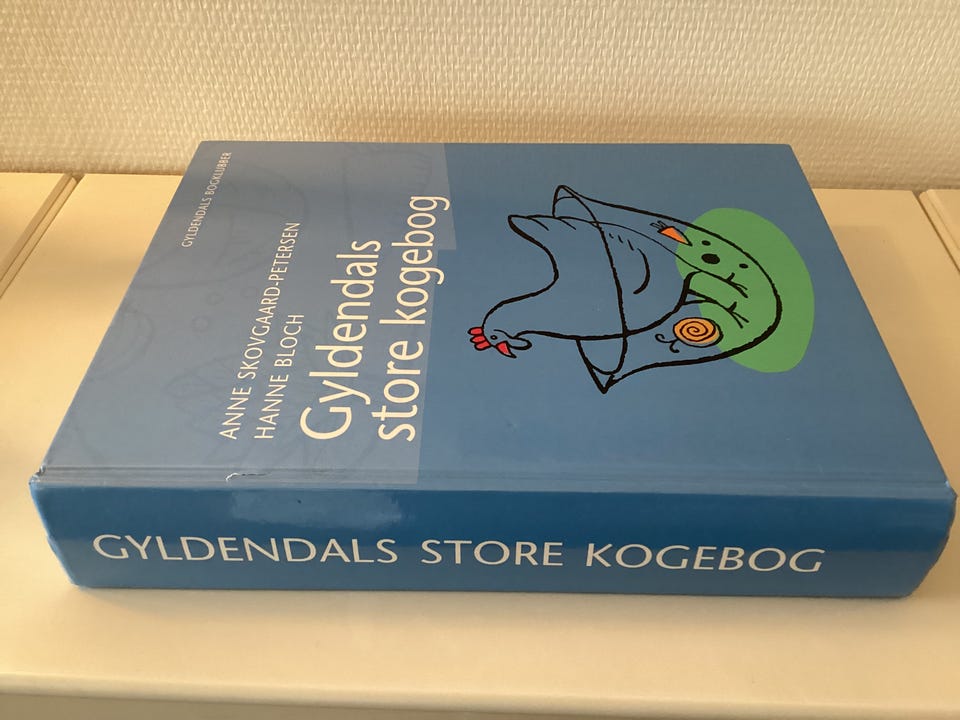 GYLDENDALS BOGKLUBBER
ANNE SKOVGAARD-PETERSEN
HANNE BLOCH
Gyldendals
store kogebog
GYLDENDALS STORE KOGEBOG